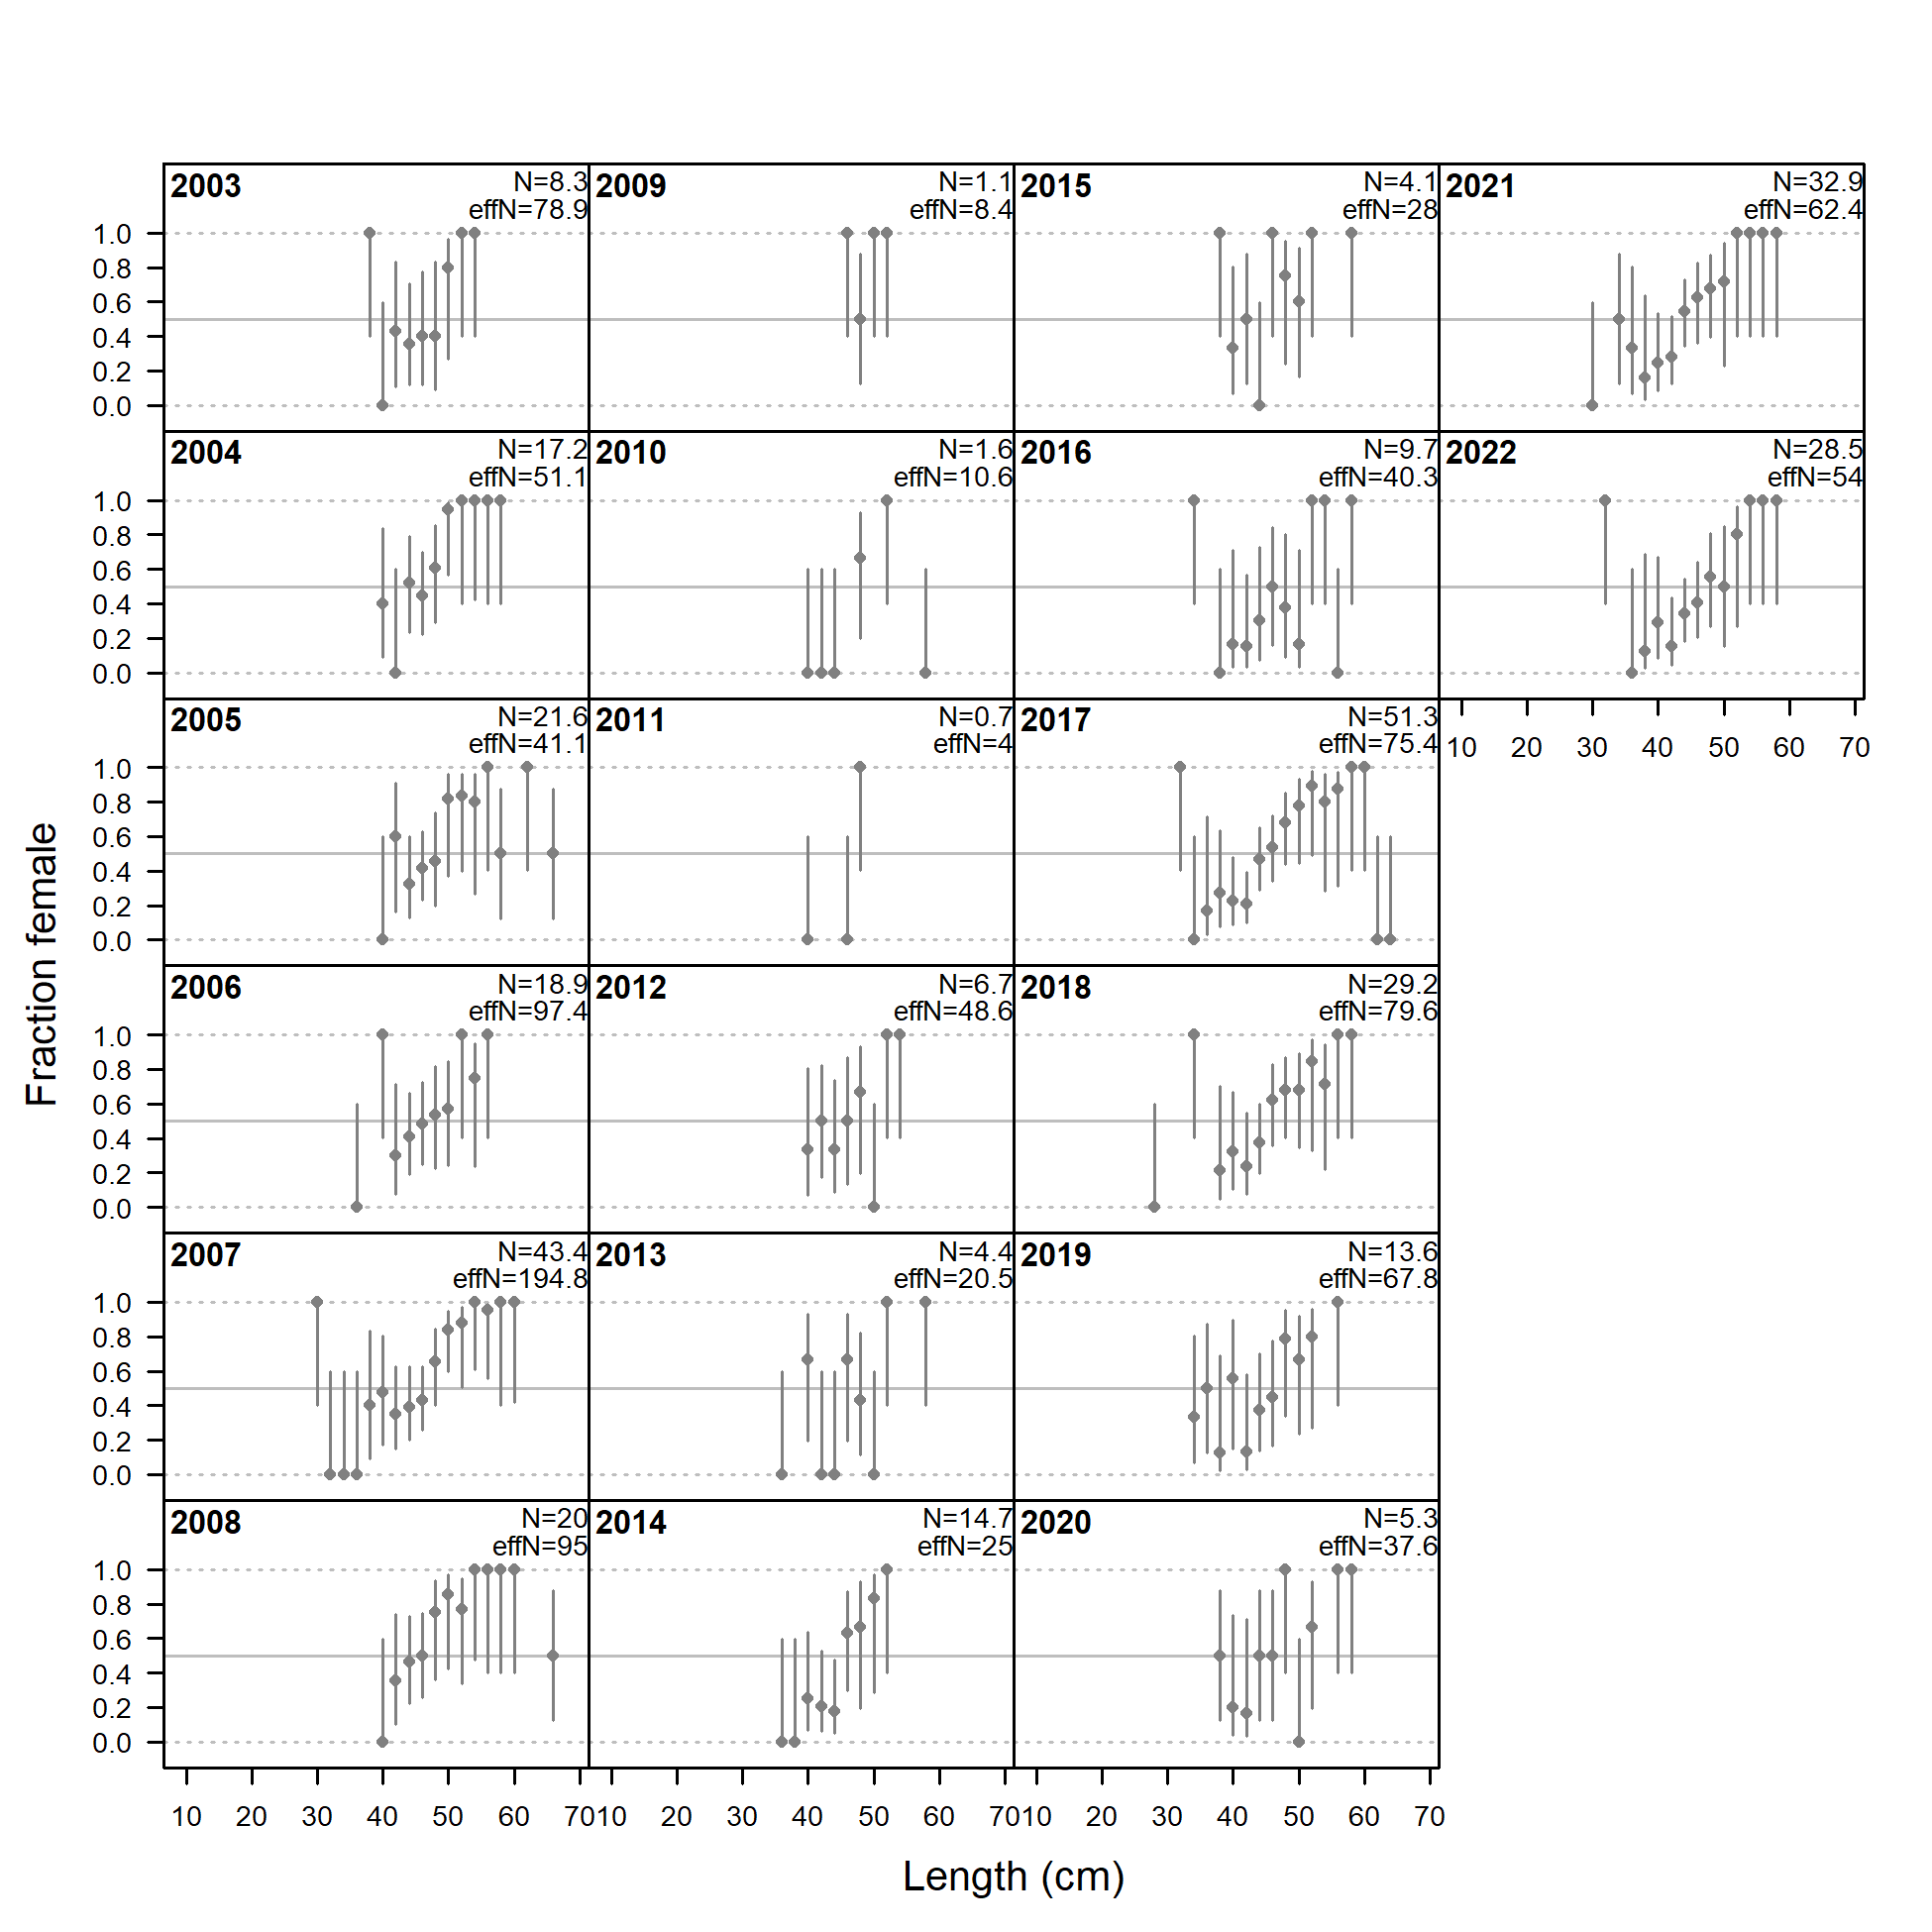 2003
N=8.3
effN=78.9
2009
N=1.1
effN=8.4
2015
N=4.1
effN=28
2021
N=32.9
effN=62.4
1.0
0.8
0.6
0.4
0.2
0.0
2004
N=17.2
effN=51.1
2010
N=1.6
effN=10.6
2016
N=9.7
effN=40.3
2022
N=28.5
effN=54
1.0
0.8
0.6
0.4
0.2
0.0
10 20 30 40 50 60 70
2005
N=21.6
effN=41.1
2011
N=0.7
effN=4
2017
N=51.3
effN=75.4
1.0
0.8
0.6
0.4
0.2
0.0
Fraction female
2006
N=18.9
effN=97.4
2012
N=6.7
effN=48.6
2018
N=29.2
effN=79.6
1.0
0.8
0.6
0.4
0.2
0.0
2007
N=43.4
effN=194.8
2013
N=4.4
effN=20.5
2019
N=13.6
effN=67.8
1.0
0.8
0.6
0.4
0.2
0.0
2008
N=20
effN=95
2014
N=14.7
effN=25
2020
N=5.3
effN=37.6
1.0
0.8
0.6
0.4
0.2
0.0
10 20 30 40 50 60 70
10 20 30 40 50 60 70
10 20 30 40 50 60 70
Length (cm)